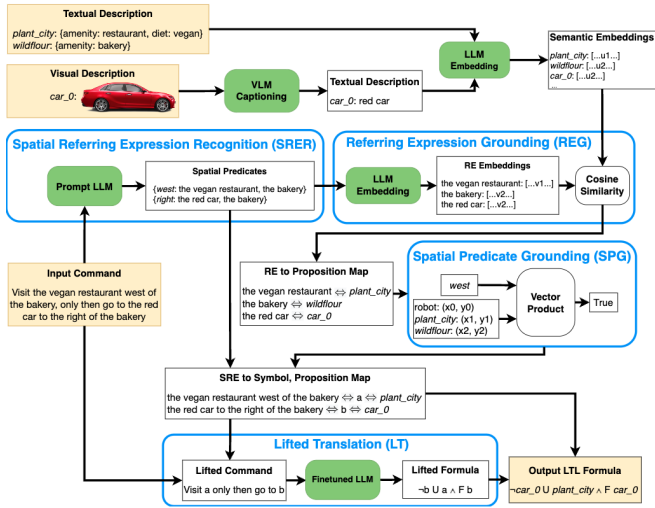 Textual Description
plant_city: {amenity: restaurant, diet: vegan}
wildflour: {amenity: bakery}
LLM
Embedding
Semantic Embeddings
plant_city: [...u1...]
wildflour: [...u2...]
car_0: [...u2...]
...
Visual Description
car_0:
VLM
Captioning
Textual Description
car_0: red car
Spatial Referring Expression Recognition (SRER)
Prompt LLM
Spatial Predicates
{west: the vegan restaurant, the bakery}
{right: the red car, the bakery}
Referring Expression Grounding (REG)
LLM
Embedding
RE Embeddings
the vegan restaurant: [...v1...]
the bakery: [...v2...]
the red car: [...v2...]
Cosine
Similarity
Input Command
Visit the vegan restaurant west of
the bakery, only then go to the red
car to the right of the bakery
RE to Proposition Map
the vegan restaurant ⇔ plant_city
the bakery ⇔ wildflour
the red car ⇔ car_0
Spatial Predicate Grounding (SPG)
west
robot: (x0, y0)
plant_city: (x1, y1)
wildflour: (x2, y2)
Vector
Product
True
SRE to Symbol, Proposition Map
the vegan restaurant west of the bakery ⇔ a ⇔ plant_city
the red car to the right of the bakery ⇔ b ⇔ car_0
Lifted Translation (LT)
Lifted Command
Visit a only then go to b
Finetuned LLM
Lifted Formula
¬b U a ∧ F b
Output LTL Formula
¬car_0 U plant_city ∧ F car_0